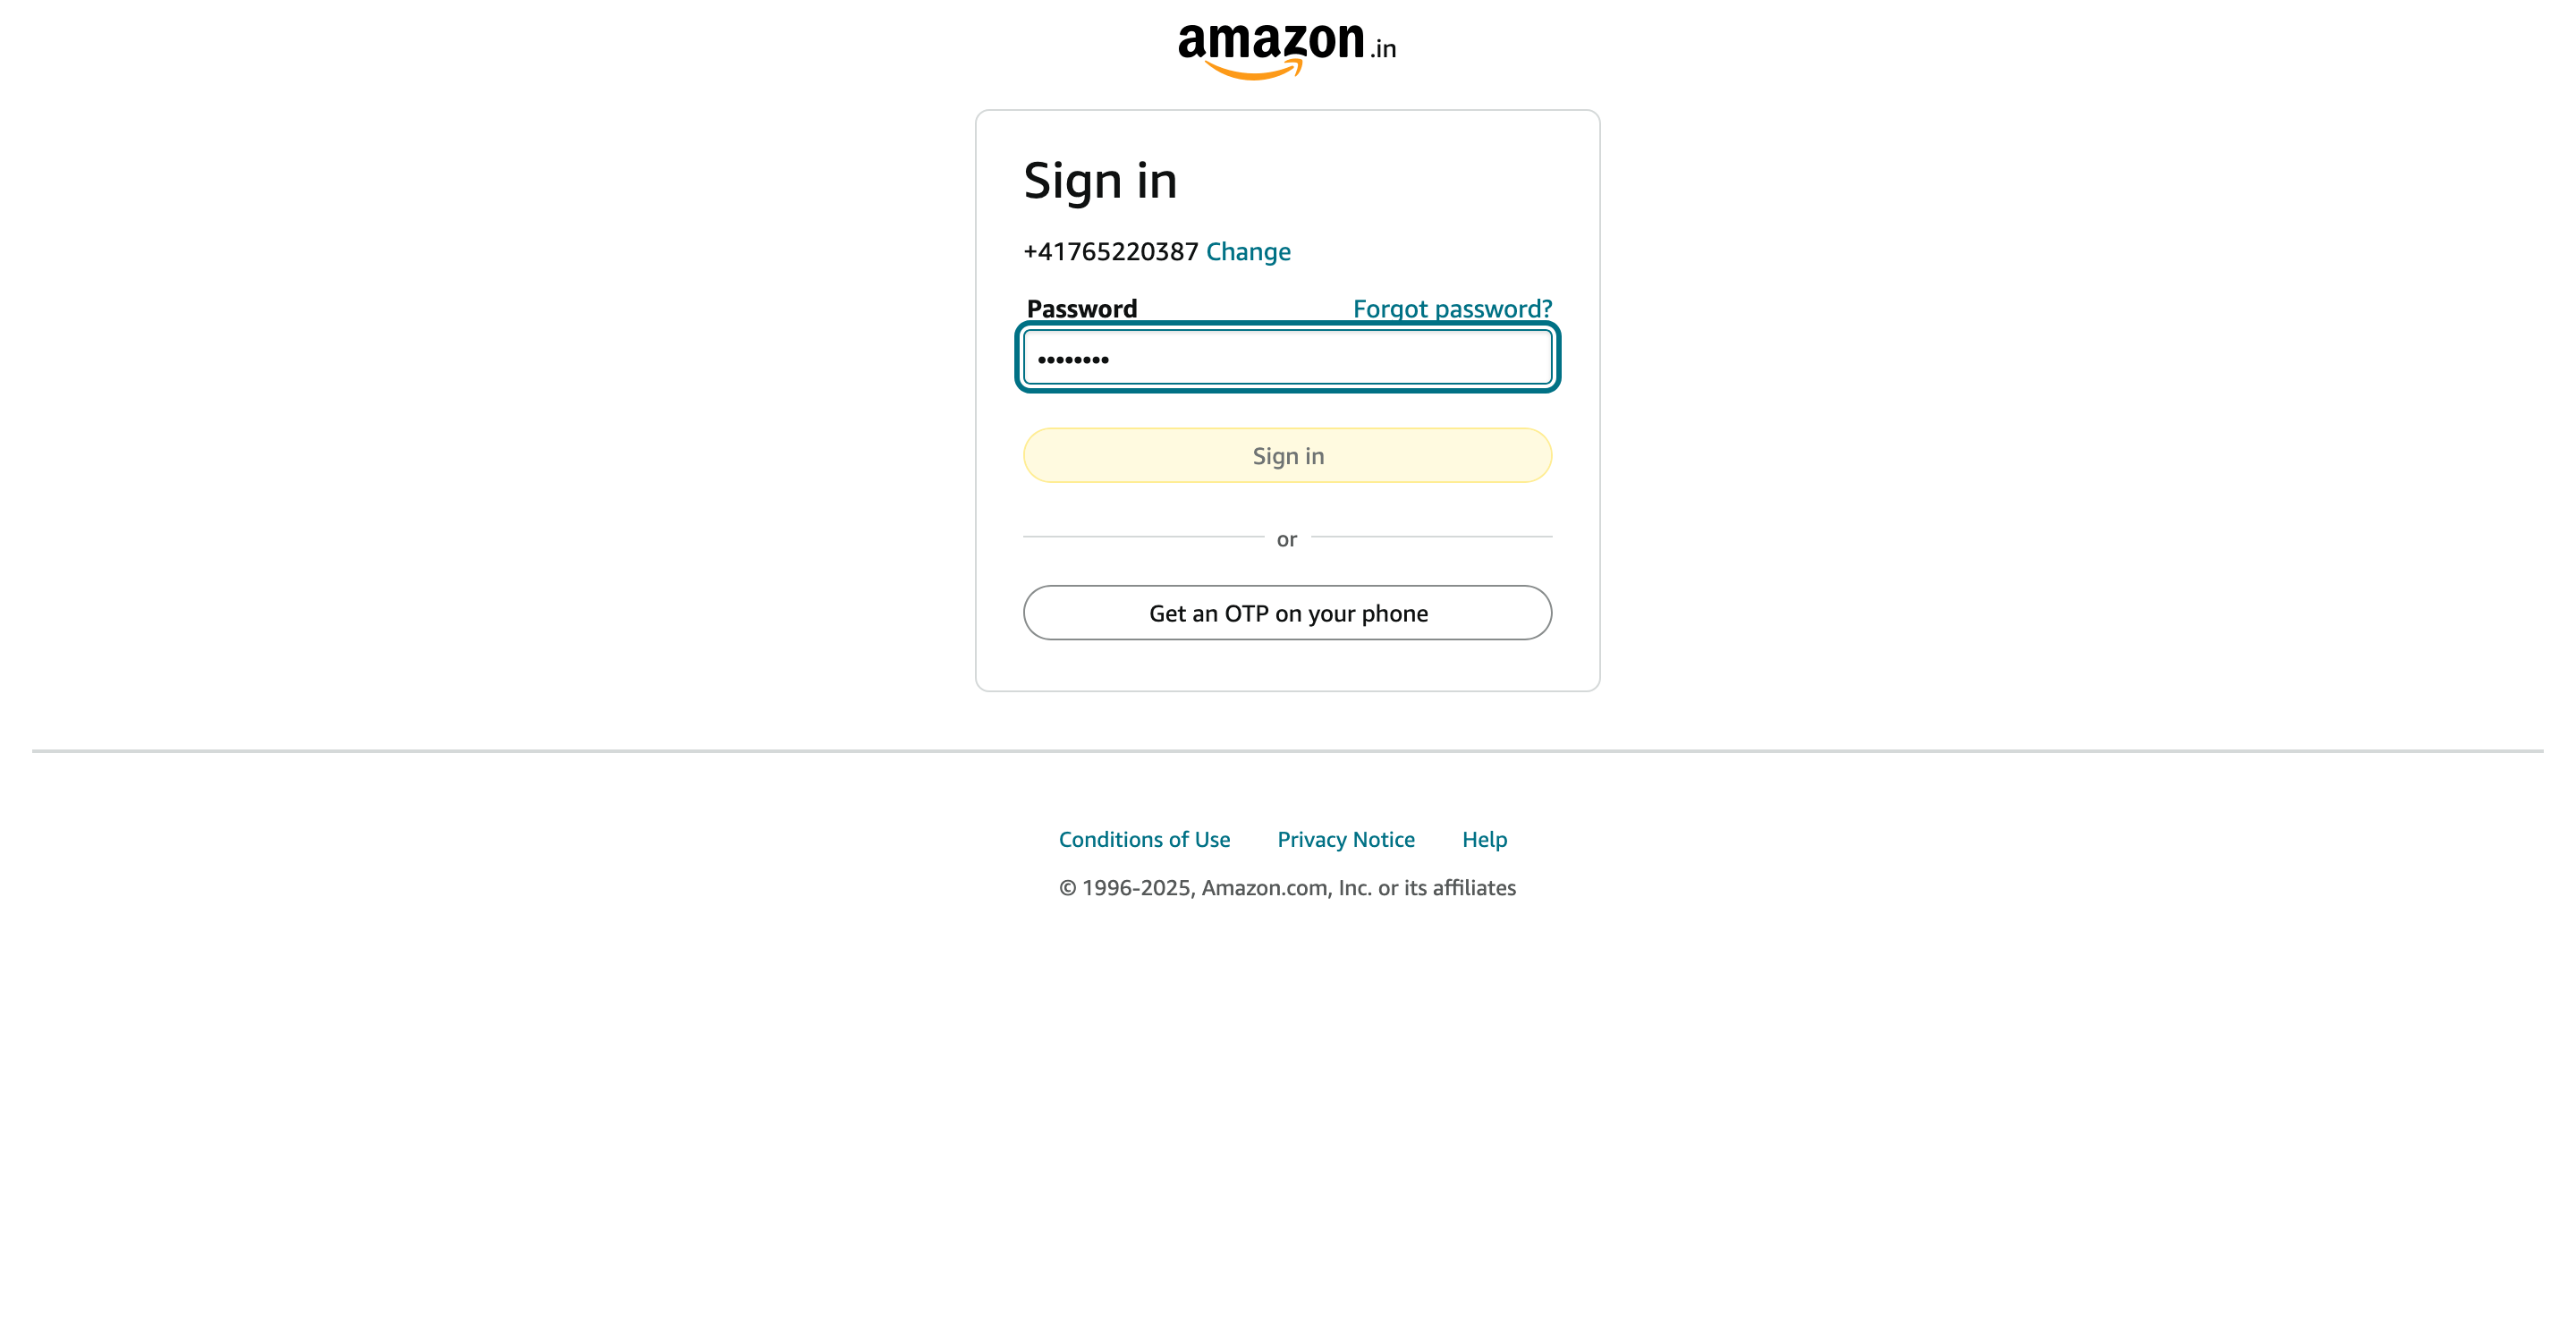 amazon.in
Sign in
+41765220387 Change
Password Forgot password?
••••••••
Sign in
or
Get an OTP on your phone
Conditions of Use Privacy Notice Help
© 1996-2025, Amazon.com, Inc. or its affiliates